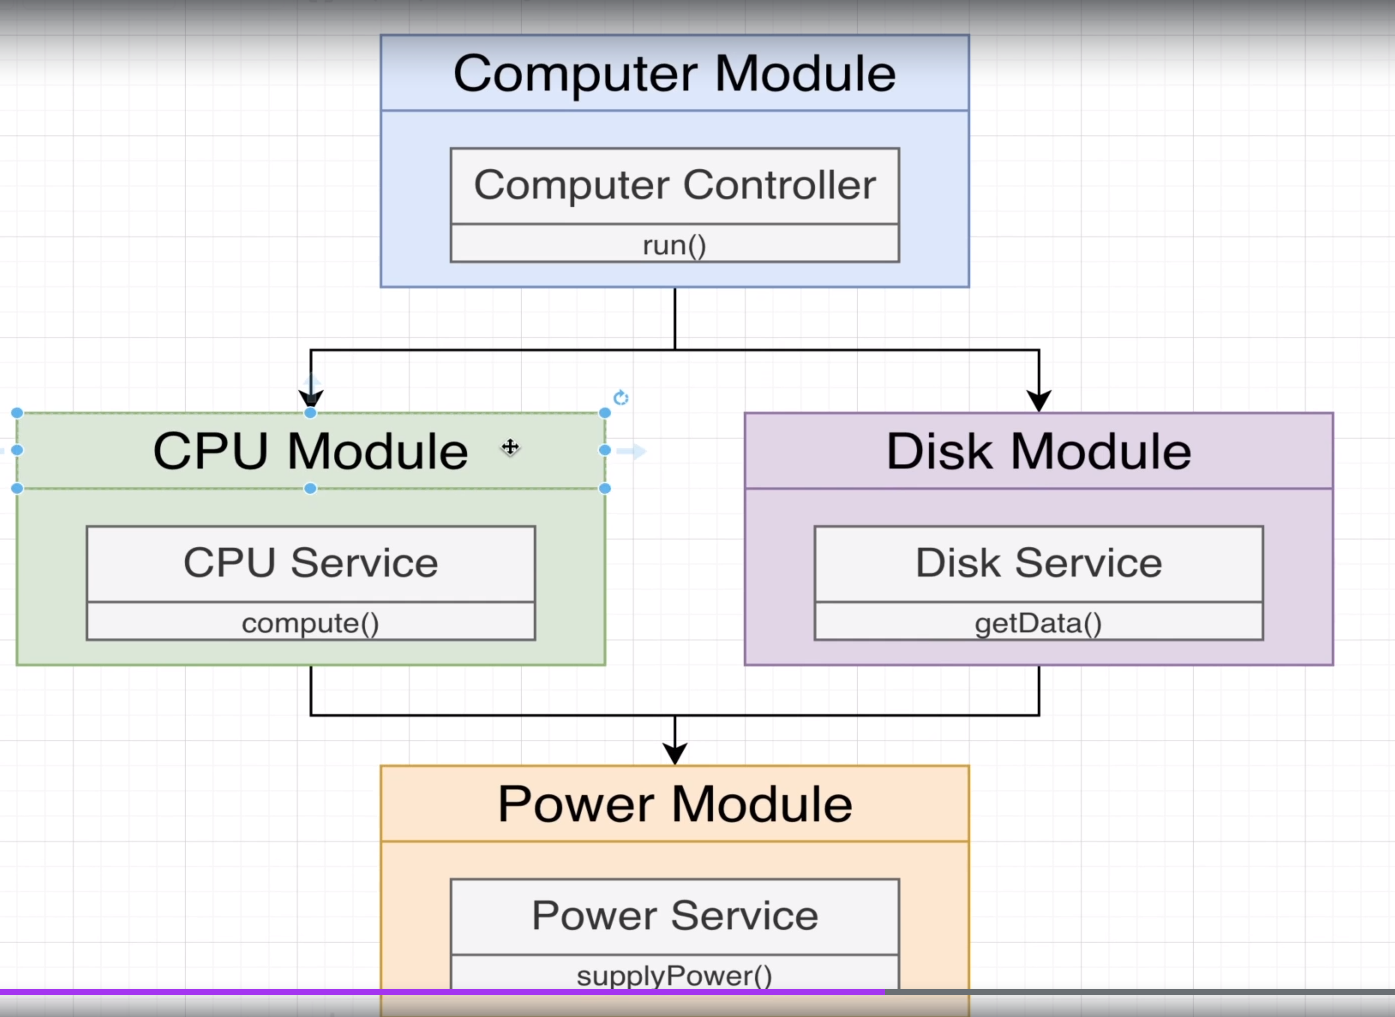 Computer Module
Computer Controller
run()
CPU Module
Disk Module
CPU Service
Disk Service
compute()
getData()
Power Module
Power Service
supplyPower()